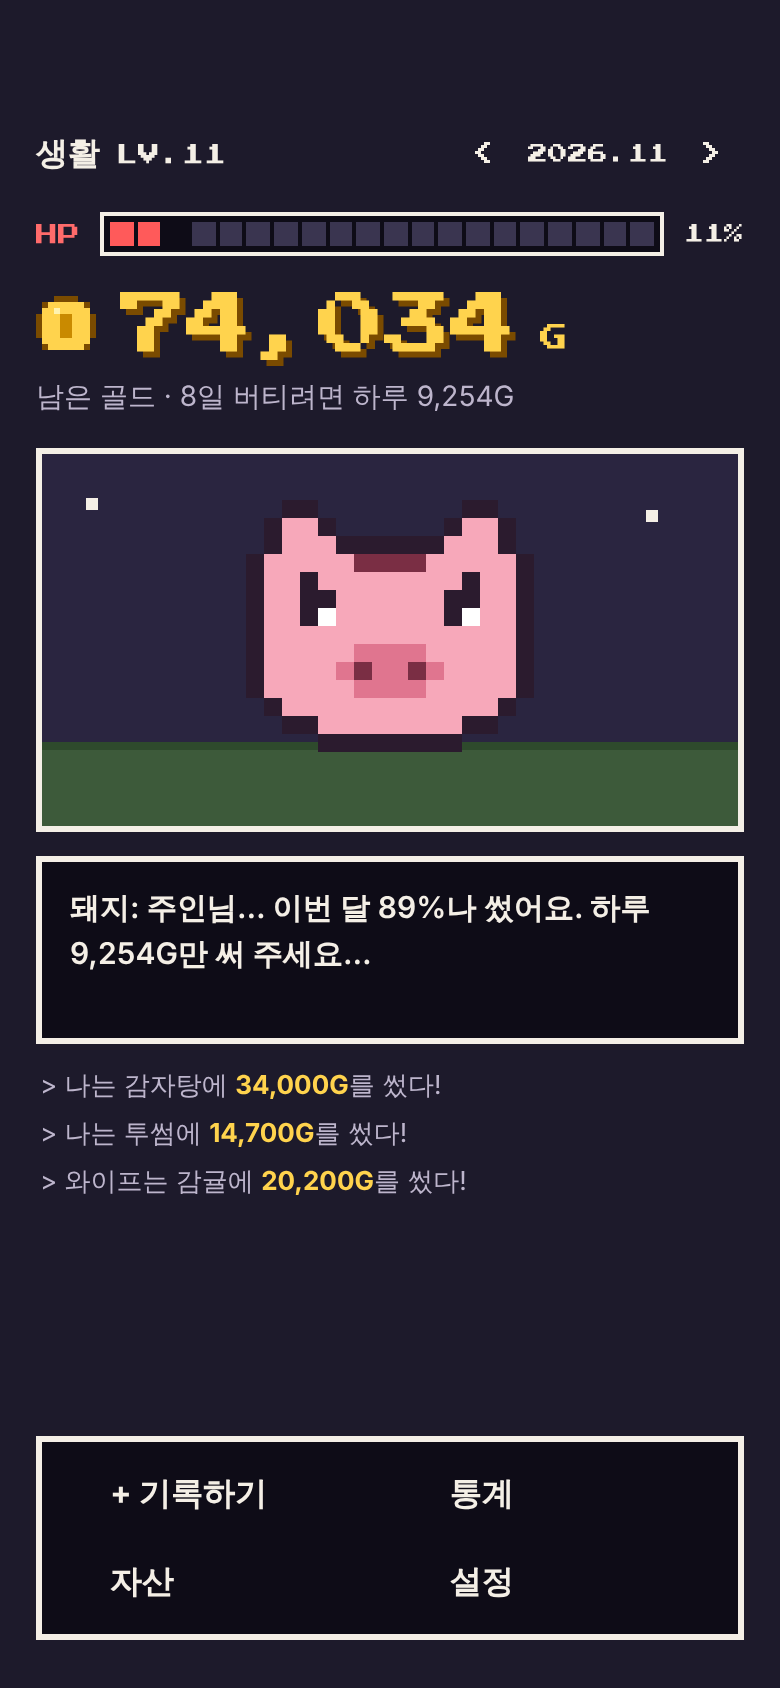 생활 LV.11
< 2026.11 >
HP 11%
74,034 G
남은 골드 · 8일 버티려면 하루 9,254G
돼지: 주인님... 이번 달 89%나 썼어요. 하루
9,254G만 써 주세요...
> 나는 감자탕에 34,000G를 썼다!
> 나는 투썸에 14,700G를 썼다!
> 와이프는 감귤에 20,200G를 썼다!
+ 기록하기 통계
자산 설정